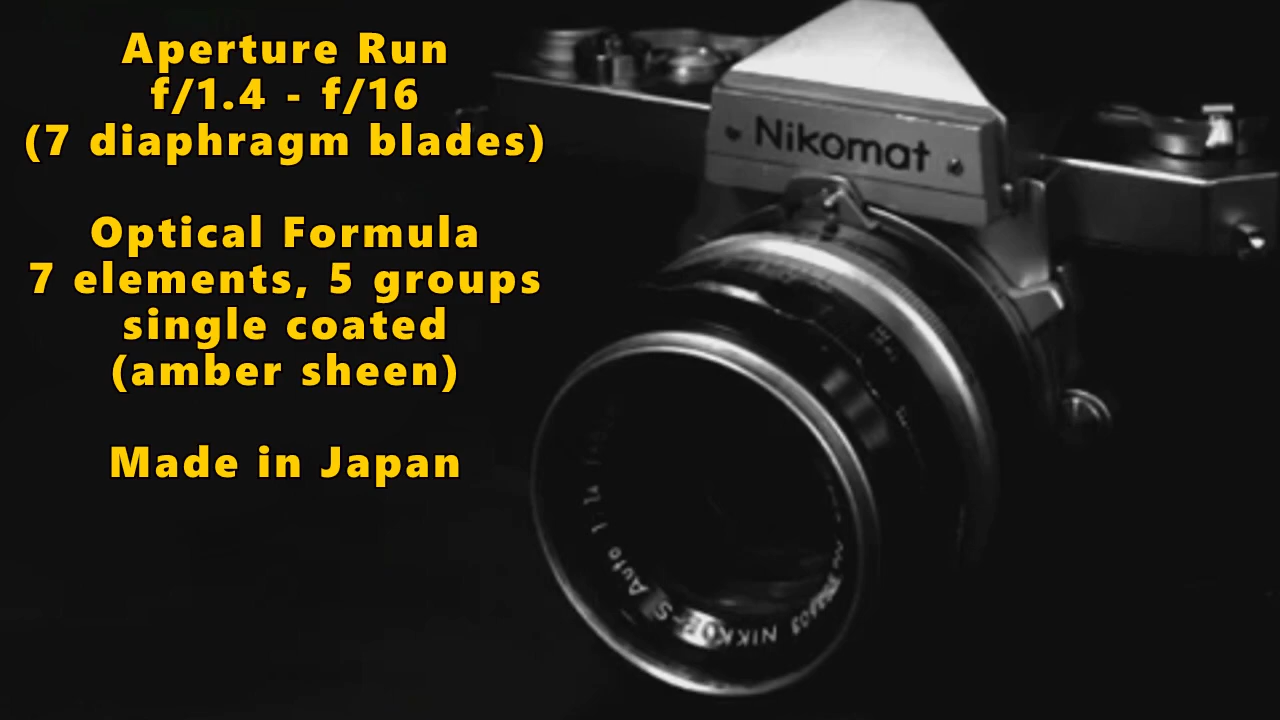 Aperture Run
f/1.4 - f/16
(7 diaphragm blades)
Optical Formula
7 elements, 5 groups
single coated
(amber sheen)
Made in Japan
Nikomat
NIKKOR-S Auto 1:1.4